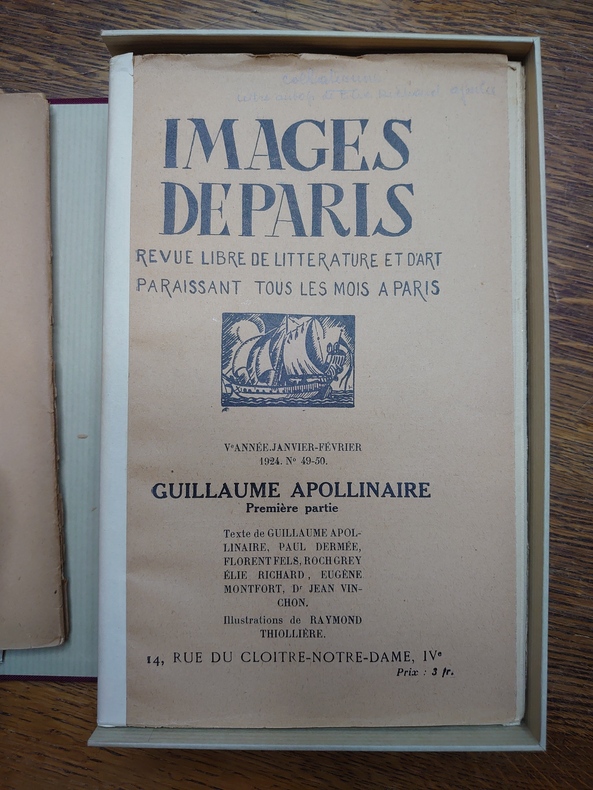 IMAGES
DE PARIS
REVUE LIBRE DE LITTERATURE ET D'ART
PARAISSANT TOUS LES MOIS A PARIS
Ve ANNÉE. JANVIER-FÉVRIER
1924. No 49-50.
GUILLAUME APOLLINAIRE
Première partie
Texte de GUILLAUME APOL-
LINAIRE, PAUL DERMÉE,
FLORENT FELS, ROCH GREY
ÉLIE RICHARD, EUGÈNE
MONTFORT, Dr JEAN VIN-
CHON.
Illustrations de RAYMOND
THIOLLIÈRE.
14, RUE DU CLOITRE-NOTRE-DAME, IVe
Prix : 3 fr.